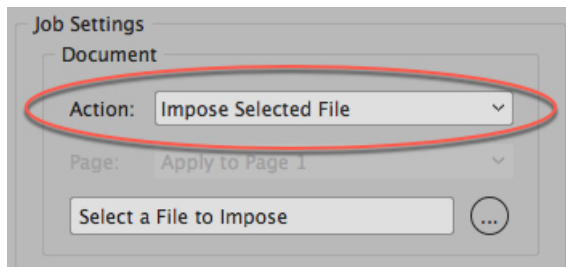 Job Settings
Document
Action: Impose Selected File
Page: Apply to Page 1
Select a File to Impose ...